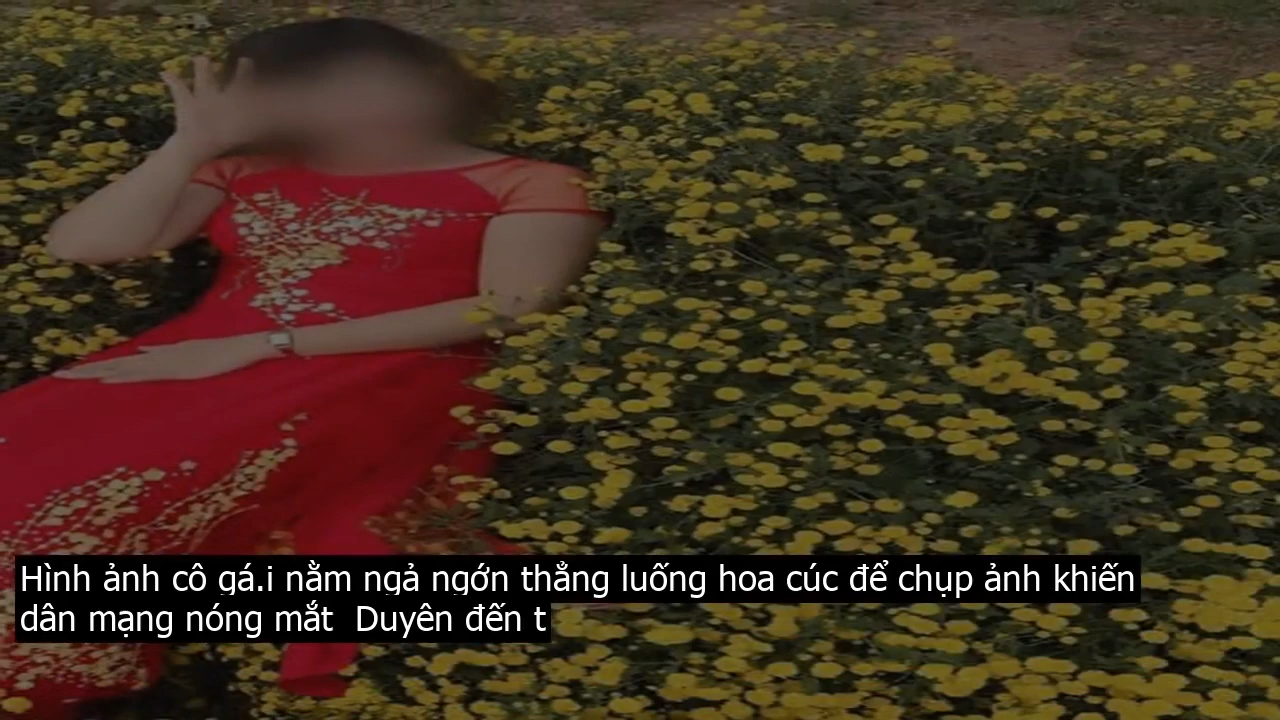 Hình ảnh cô gá.i nằm ngả ngớn thẳng luống hoa cúc để chụp ảnh khiến
dân mạng nóng mắt  Duyên đến t